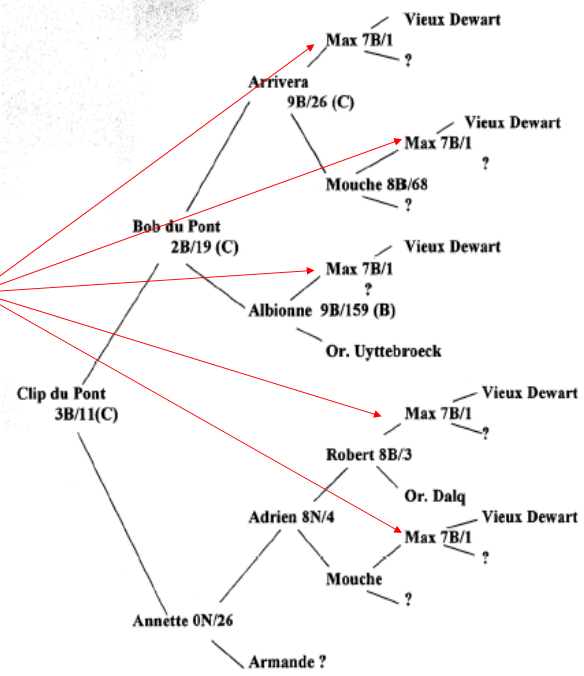 Vieux Dewart
Max 7B/1
?
Arrivera
9B/26 (C)
Vieux Dewart
Max 7B/1
?
Mouche 8B/68
?
Bob du Pont
2B/19 (C)
Vieux Dewart
Max 7B/1
?
Albionne 9B/159 (B)
Or. Uyttebroeck
Clip du Pont
3B/11(C)
Vieux Dewart
Max 7B/1
?
Robert 8B/3
Or. Dalq
Adrien 8N/4
Vieux Dewart
Max 7B/1
?
Mouche
?
Annette 0N/26
Armande ?